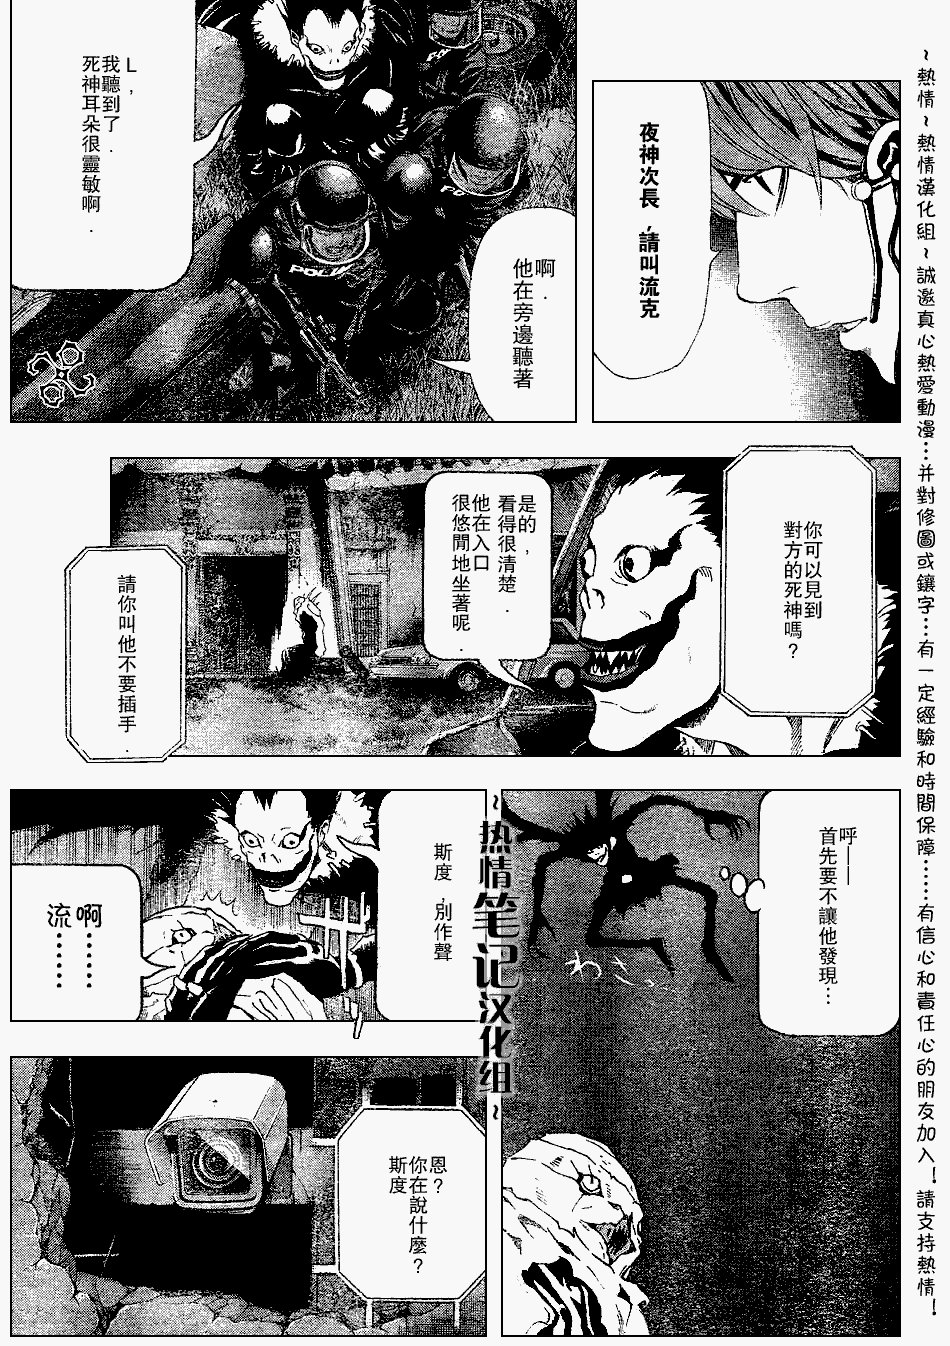 夜神次長，請叫流克
啊．
他在旁邊聽著
L，
我聽到了．
死神耳朵很靈敏啊．
POLI
你可以見到
對方的死神嗎？
是的，
看得很清楚．
他在入口
很悠閒地坐著呢．
請你叫他不要插手．
呼——
首先要不讓他發現…
わさ
斯度，別作聲
啊……
流……
恩？
你在說什麼？
斯度
~热情笔记汉化组~
~熱情~熱情漢化組~誠邀真心熱愛動漫…并對修圖或鑲字…有一定經驗和時間保障……有信心和責任心的朋友加入！請支持熱情！